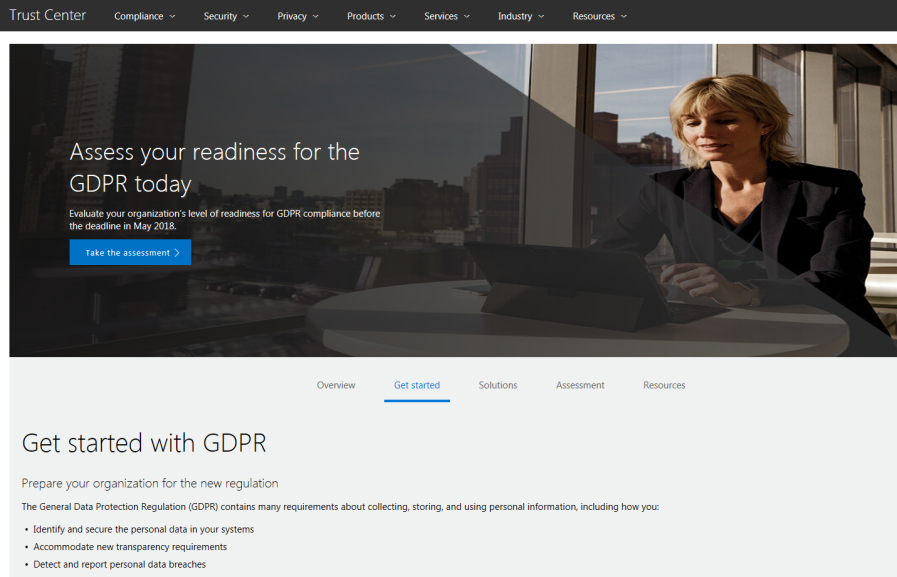 Trust Center Compliance Security Privacy Products Services Industry Resources
Assess your readiness for the
GDPR today
Evaluate your organization's level of readiness for GDPR compliance before
the deadline in May 2018.
Take the assessment
Overview Get started Solutions Assessment Resources
Get started with GDPR
Prepare your organization for the new regulation
The General Data Protection Regulation (GDPR) contains many requirements about collecting, storing, and using personal information, including how you:
• Identify and secure the personal data in your systems
• Accommodate new transparency requirements
• Detect and report personal data breaches